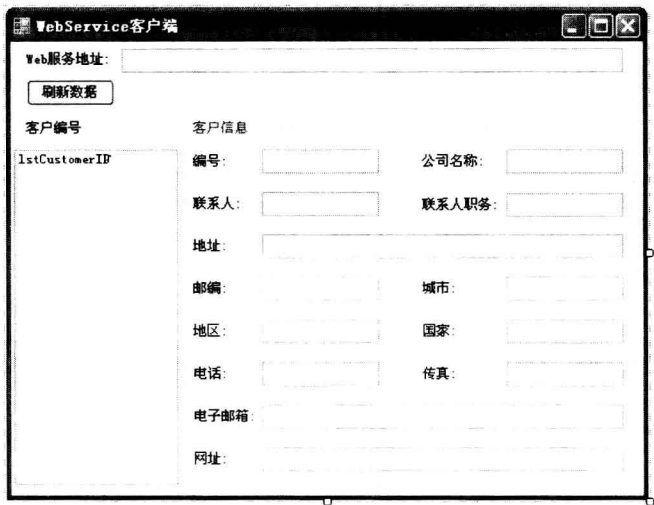 WebService客户端
Web服务地址:
刷新数据
客户编号 客户信息
lstCustomerID
编号: 公司名称:
联系人: 联系人职务:
地址:
邮编: 城市:
地区: 国家:
电话: 传真:
电子邮箱:
网址: